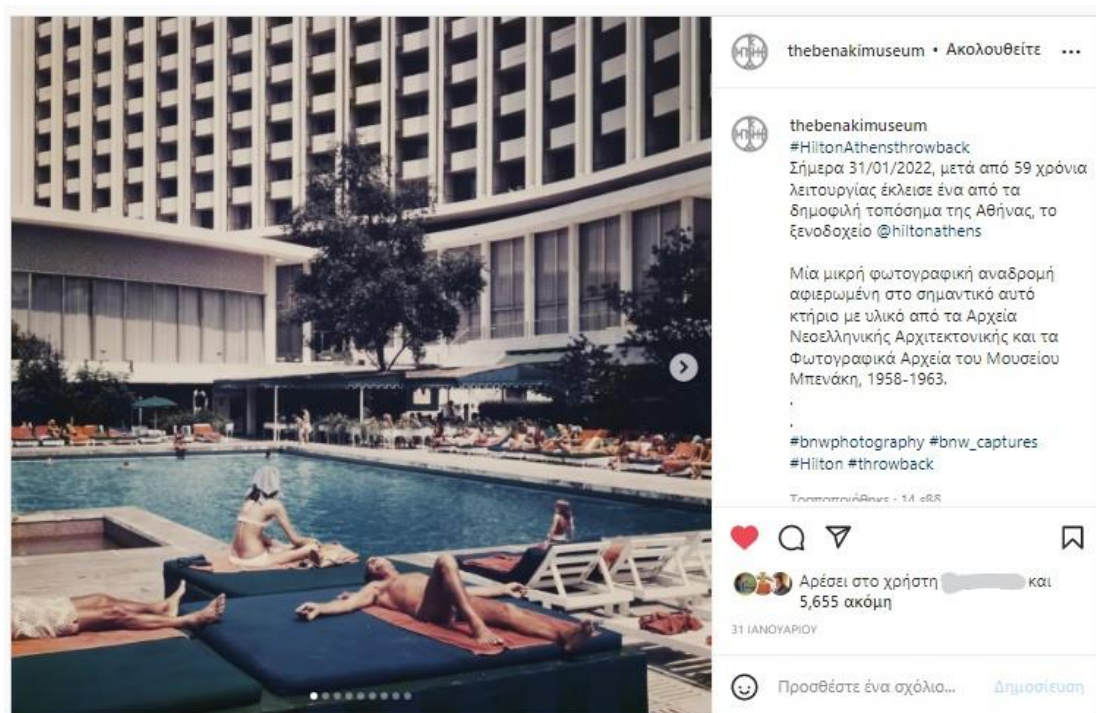 thebenakimuseum • Ακολουθείτε •••
thebenakimuseum
#HiltonAthensthrowback
Σήμερα 31/01/2022, μετά από 59 χρόνια
λειτουργίας έκλεισε ένα από τα
δημοφιλή τοπόσημα της Αθήνας, το
ξενοδοχείο @hiltonathens
Μία μικρή φωτογραφική αναδρομή
αφιερωμένη στο σημαντικό αυτό
κτήριο με υλικό από τα Αρχεία
Νεοελληνικής Αρχιτεκτονικής και τα
Φωτογραφικά Αρχεία του Μουσείου
Μπενάκη, 1958-1963.
.
.
#bnwphotography #bnw_captures
#Hilton #throwback
Τροποποιήθηκε · 14 εβδ
Αρέσει στο χρήστη και
5,655 ακόμη
31 ΙΑΝΟΥΑΡΙΟΥ
Προσθέστε ένα σχόλιο... Δημοσίευση